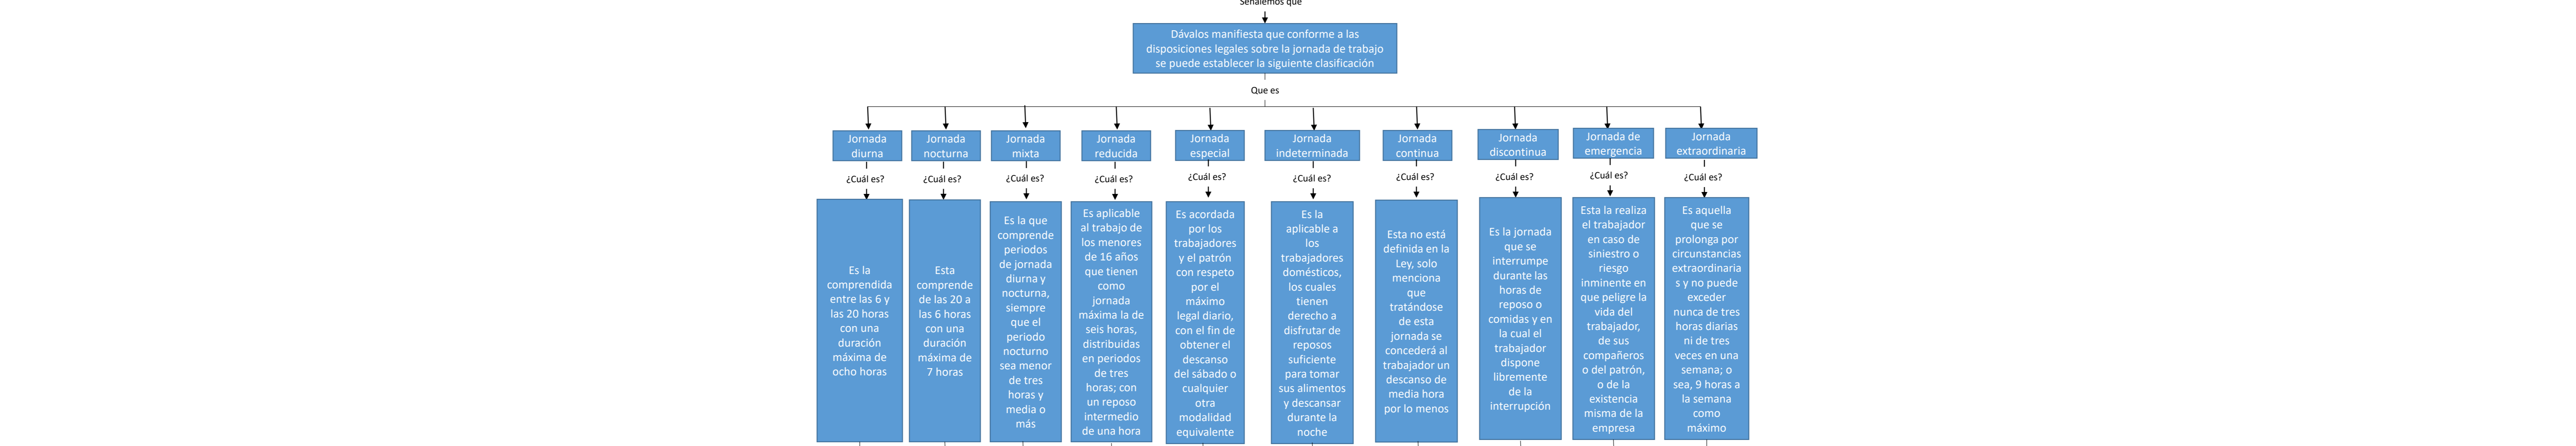 Señalemos que
Dávalos manifiesta que conforme a las
disposiciones legales sobre la jornada de trabajo
se puede establecer la siguiente clasificación
Que es
Jornada
diurna
¿Cuál es?
Es la
comprendida
entre las 6 y
las 20 horas
con una
duración
máxima de
ocho horas
Jornada
nocturna
¿Cuál es?
Esta
comprende
de las 20 a
las 6 horas
con una
duración
máxima de
7 horas
Jornada
mixta
¿Cuál es?
Es la que
comprende
periodos
de jornada
diurna y
nocturna,
siempre
que el
periodo
nocturno
sea menor
de tres
horas y
media o
más
Jornada
reducida
¿Cuál es?
Es aplicable
al trabajo de
los menores
de 16 años
que tienen
como
jornada
máxima la de
seis horas,
distribuidas
en periodos
de tres
horas; con
un reposo
intermedio
de una hora
Jornada
especial
¿Cuál es?
Es acordada
por los
trabajadores
y el patrón
con respeto
por el
máximo
legal diario,
con el fin de
obtener el
descanso
del sábado o
cualquier
otra
modalidad
equivalente
Jornada
indeterminada
¿Cuál es?
Es la
aplicable a
los
trabajadores
domésticos,
los cuales
tienen
derecho a
disfrutar de
reposos
suficiente
para tomar
sus alimentos
y descansar
durante la
noche
Jornada
continua
¿Cuál es?
Esta no está
definida en la
Ley, solo
menciona
que
tratándose
de esta
jornada se
concederá al
trabajador un
descanso de
media hora
por lo menos
Jornada
discontinua
¿Cuál es?
Es la jornada
que se
interrumpe
durante las
horas de
reposo o
comidas y en
la cual el
trabajador
dispone
libremente
de la
interrupción
Jornada de
emergencia
¿Cuál es?
Esta la realiza
el trabajador
en caso de
siniestro o
riesgo
inminente en
que peligre la
vida del
trabajador,
de sus
compañeros
o del patrón,
o de la
existencia
misma de la
empresa
Jornada
extraordinaria
¿Cuál es?
Es aquella
que se
prolonga por
circunstancias
extraordinaria
s y no puede
exceder
nunca de tres
horas diarias
ni de tres
veces en una
semana; o
sea, 9 horas a
la semana
como
máximo